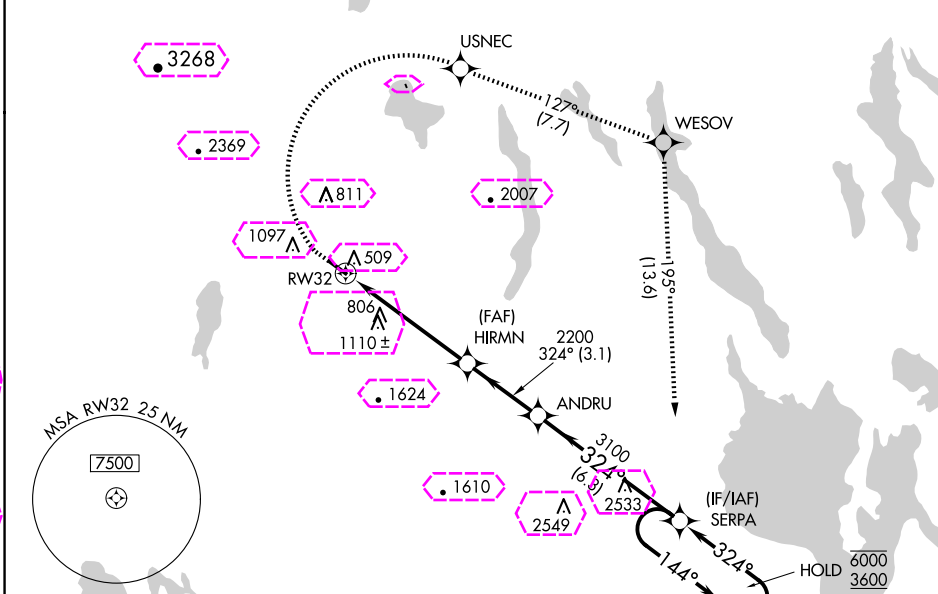 USNEC
3268
127°
(7.7)
WESOV
2369
811
2007
1097
509
RW32
195°
(13.6)
806
1110 ±
(FAF)
HIRMN
2200
324° (3.1)
1624
ANDRU
MSA RW32 25 NM
7500
3100
324°
(6.3)
1610
2533
2549
(IF/IAF)
SERPA
324°
144°
HOLD
6000
3600